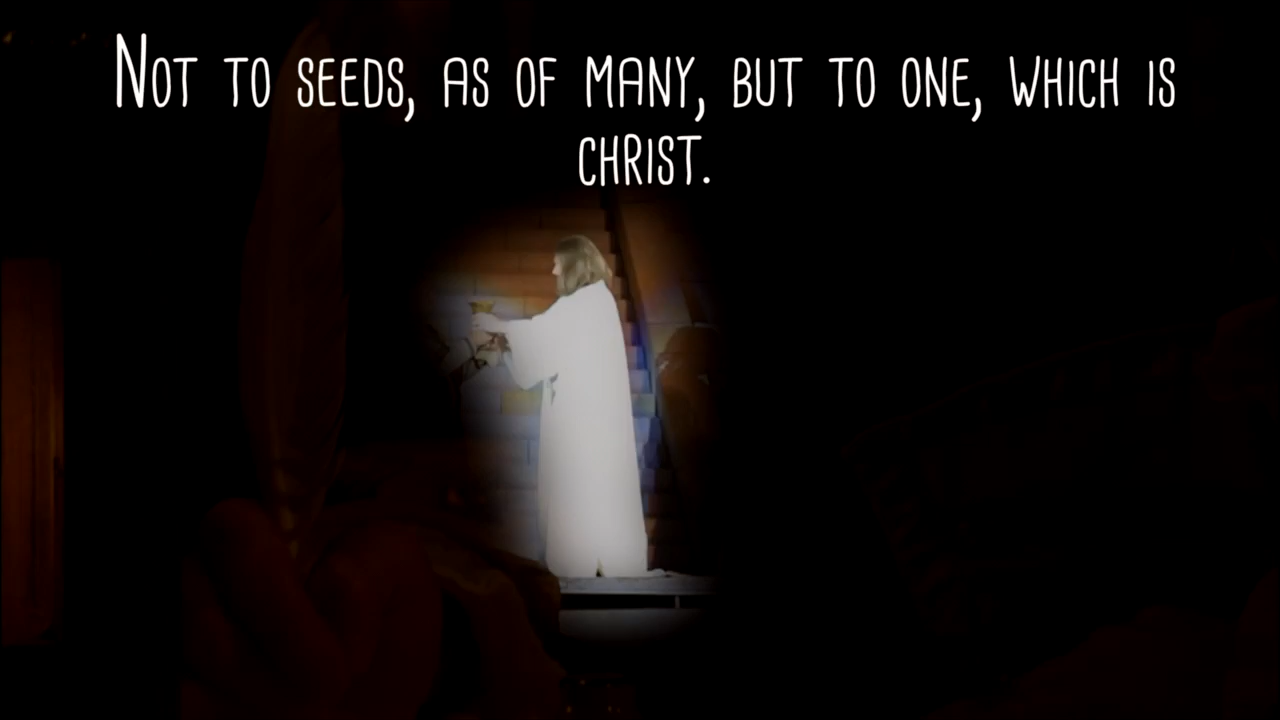 Not to seeds, as of many, but to one, which is
christ.